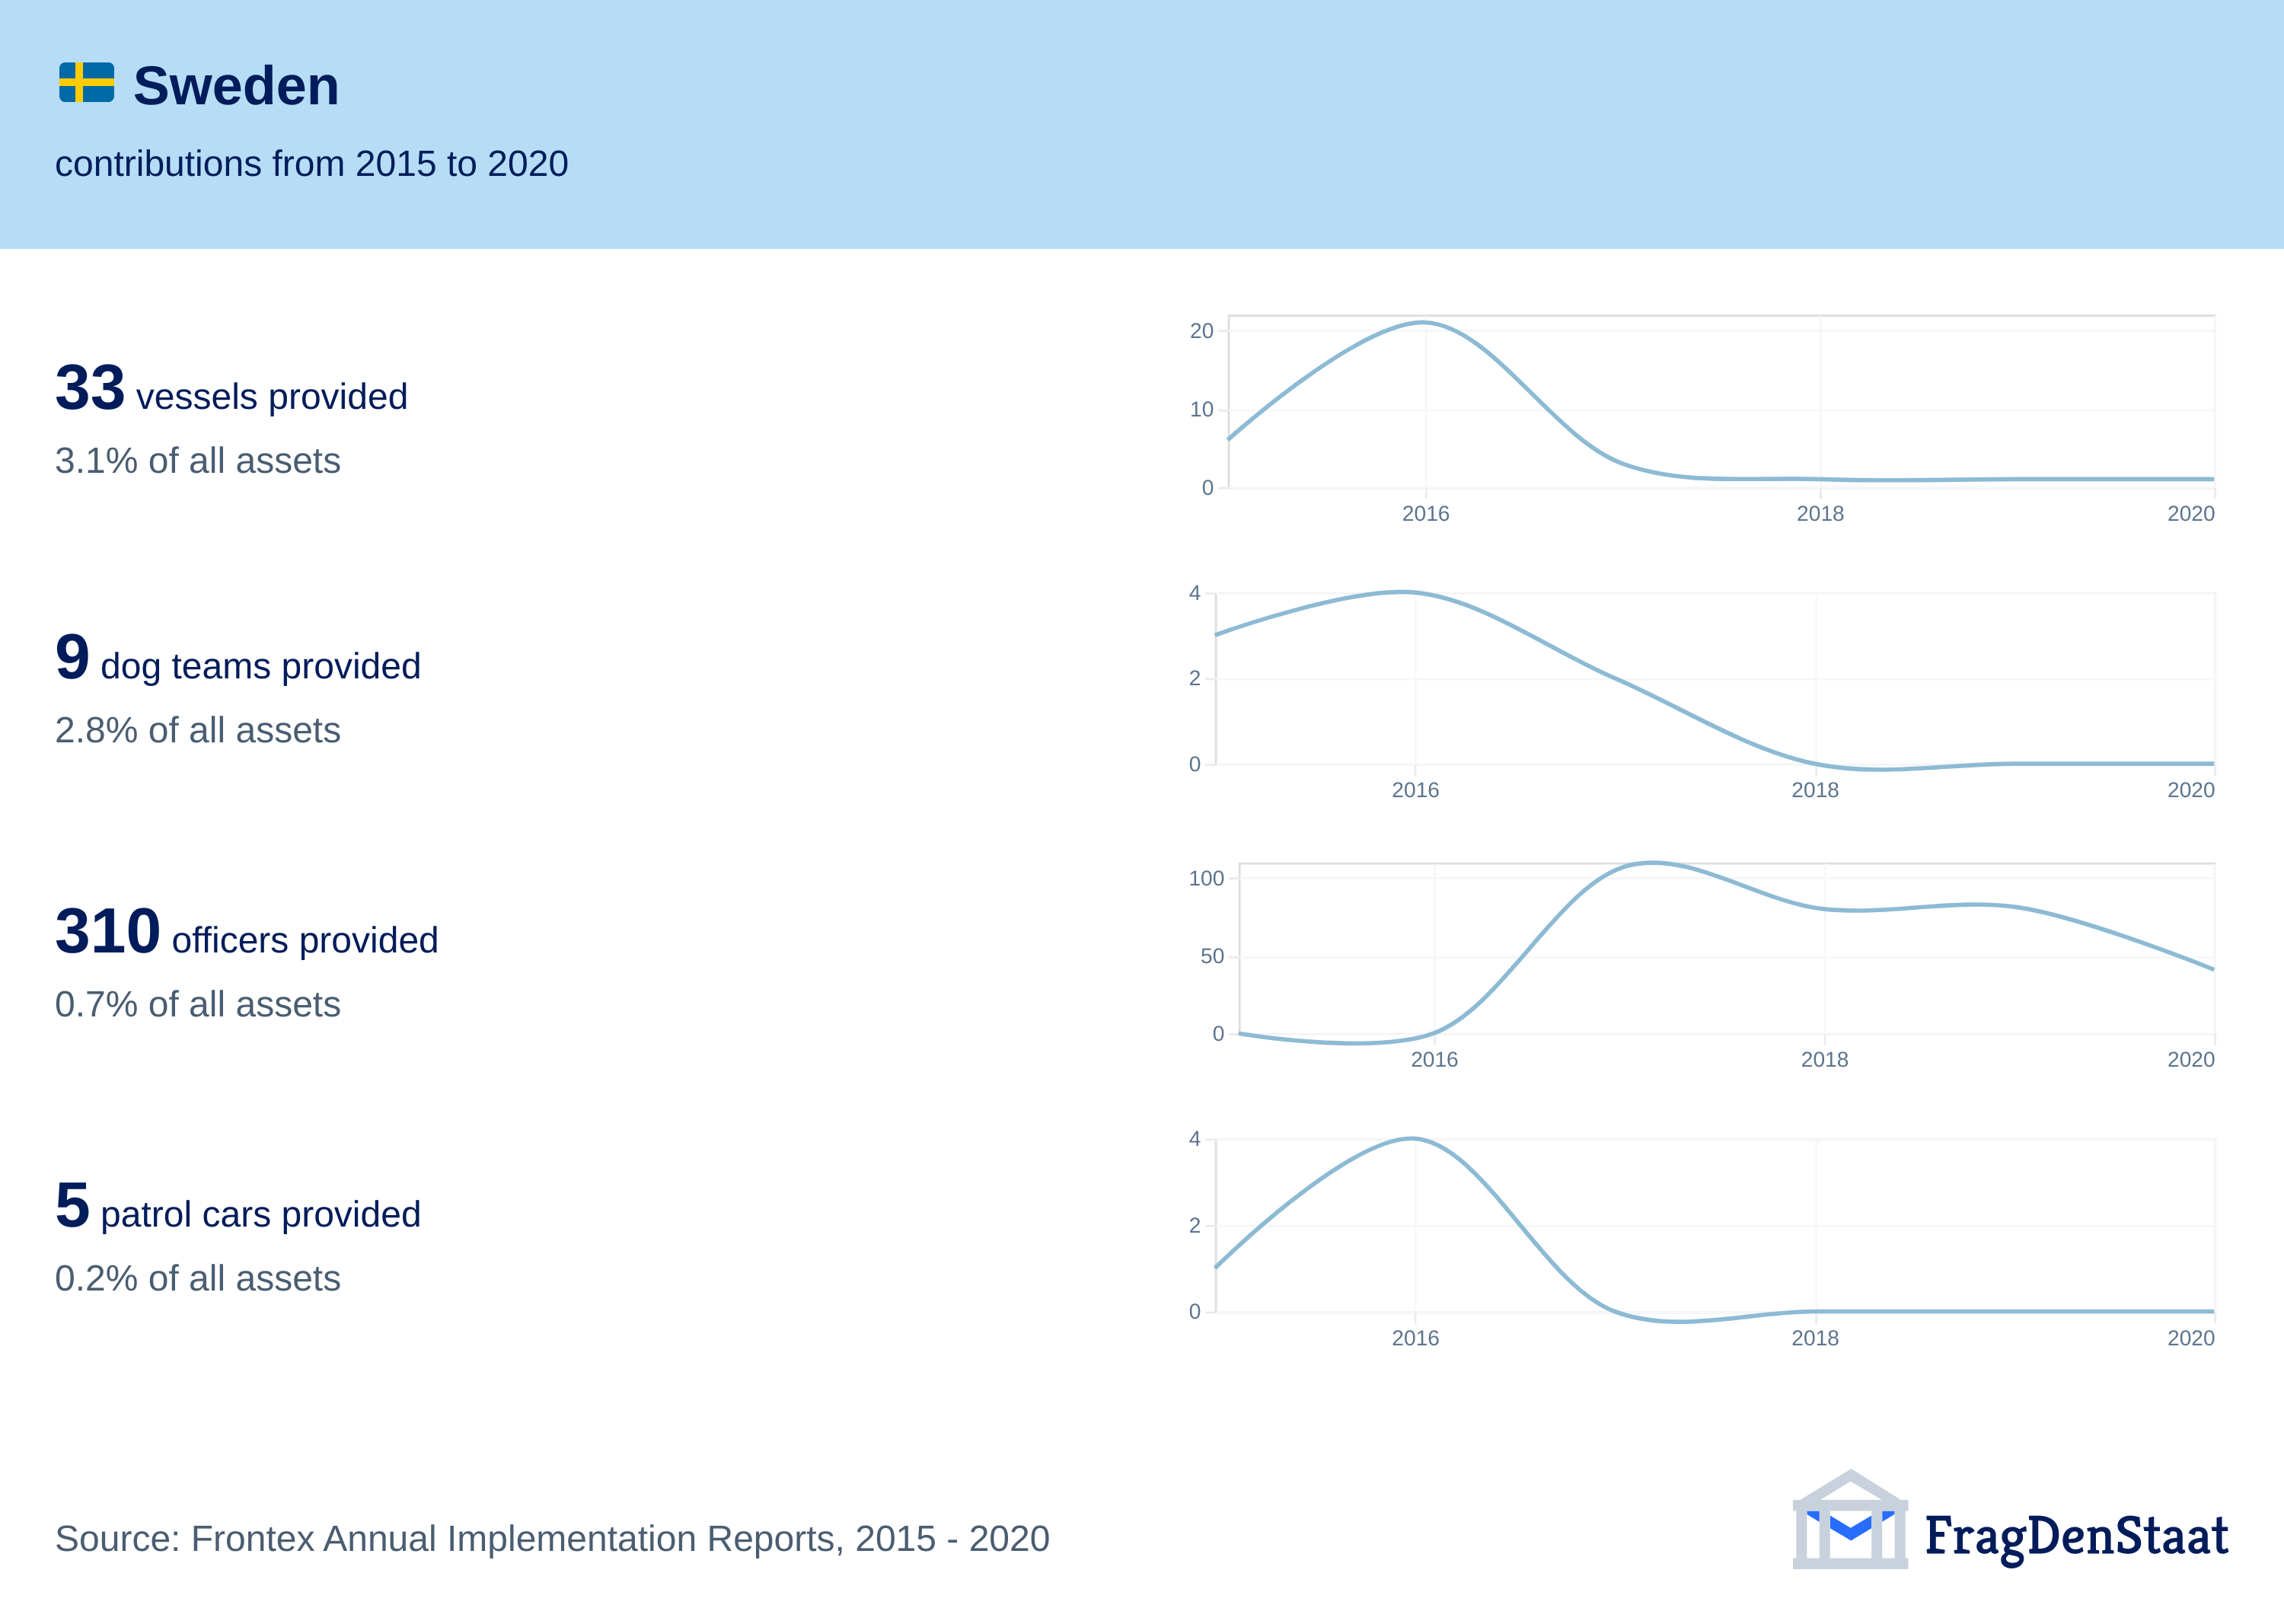 Sweden
contributions from 2015 to 2020
33 vessels provided
3.1% of all assets
20
10
0
2016 2018 2020
9 dog teams provided
2.8% of all assets
4
2
0
2016 2018 2020
310 officers provided
0.7% of all assets
100
50
0
2016 2018 2020
5 patrol cars provided
0.2% of all assets
4
2
0
2016 2018 2020
Source: Frontex Annual Implementation Reports, 2015 - 2020
FragDenStaat